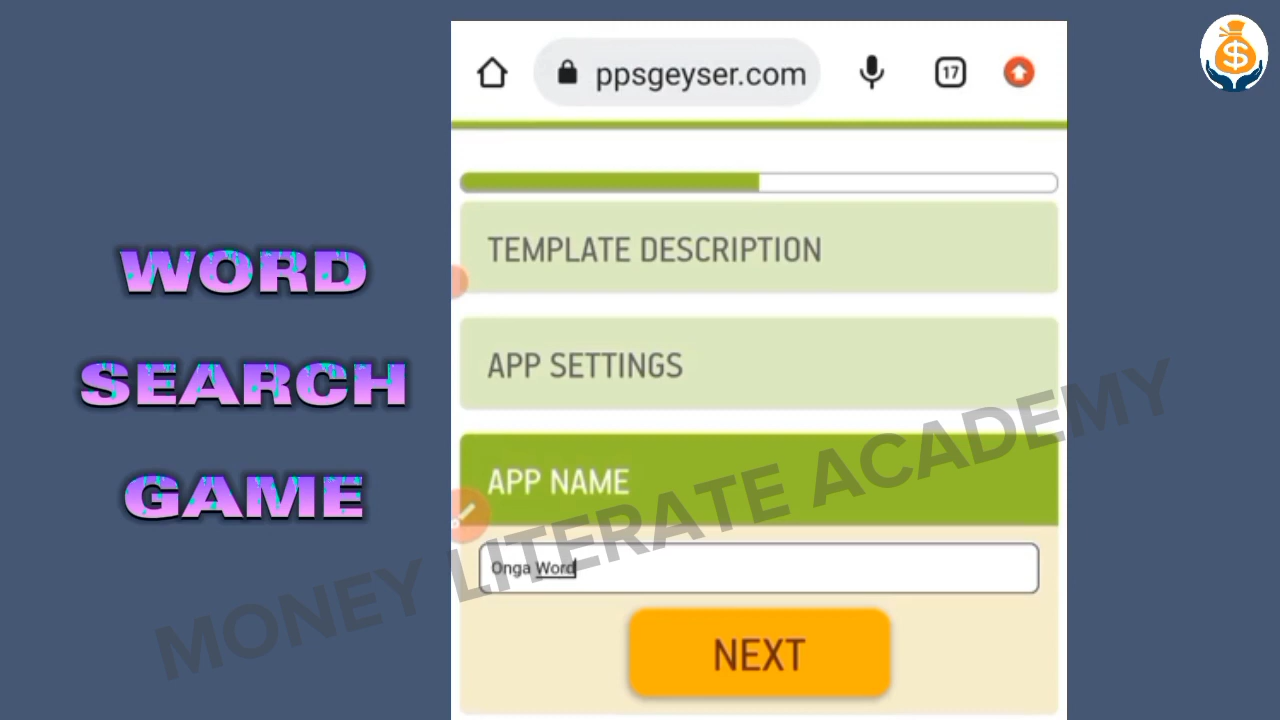 WORD
SEARCH
GAME
ppsgeyser.com
17
TEMPLATE DESCRIPTION
APP SETTINGS
APP NAME
Onga Word
NEXT
MONEY LITERATE ACADEMY
$